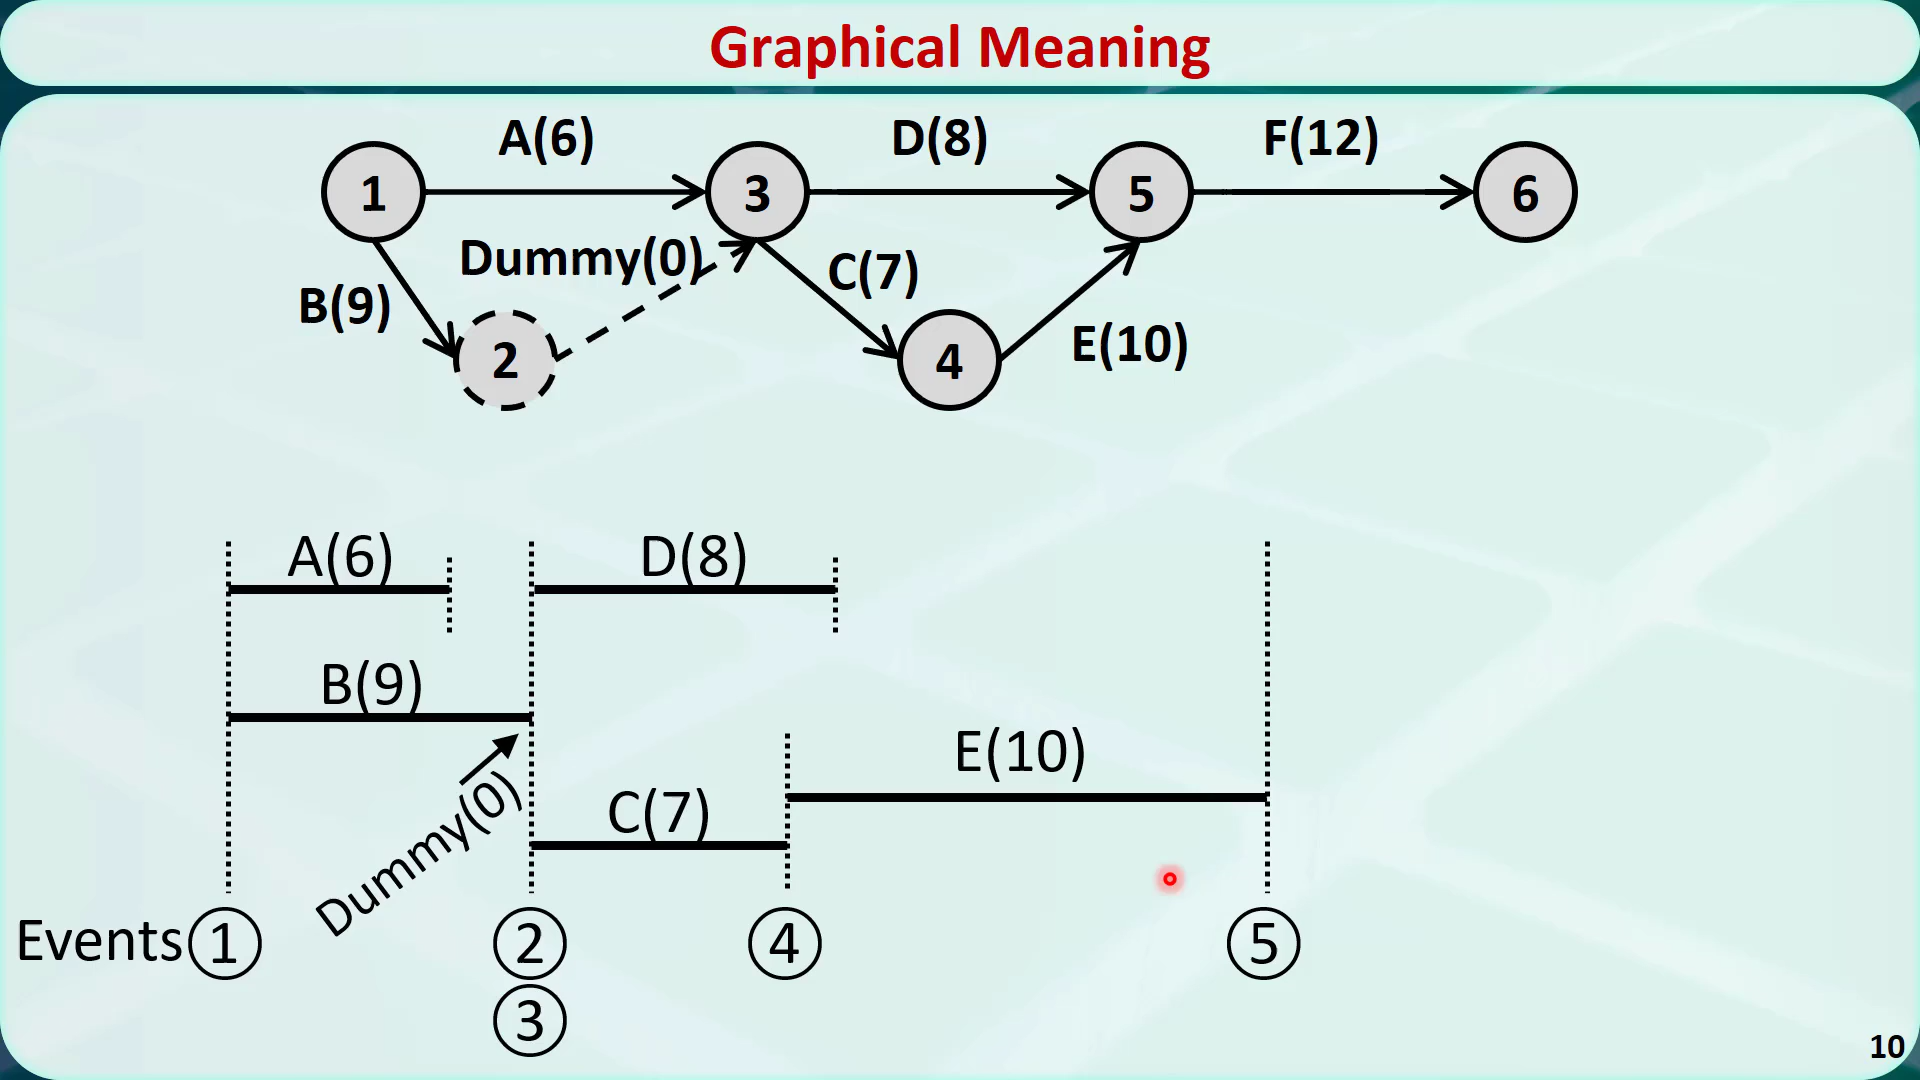 Graphical Meaning
A(6)
D(8)
F(12)
1
3
5
6
Dummy(0)
C(7)
B(9)
E(10)
2
4
A(6)
D(8)
B(9)
E(10)
C(7)
Dummy(0)
Events 1 2 4 5
3
10